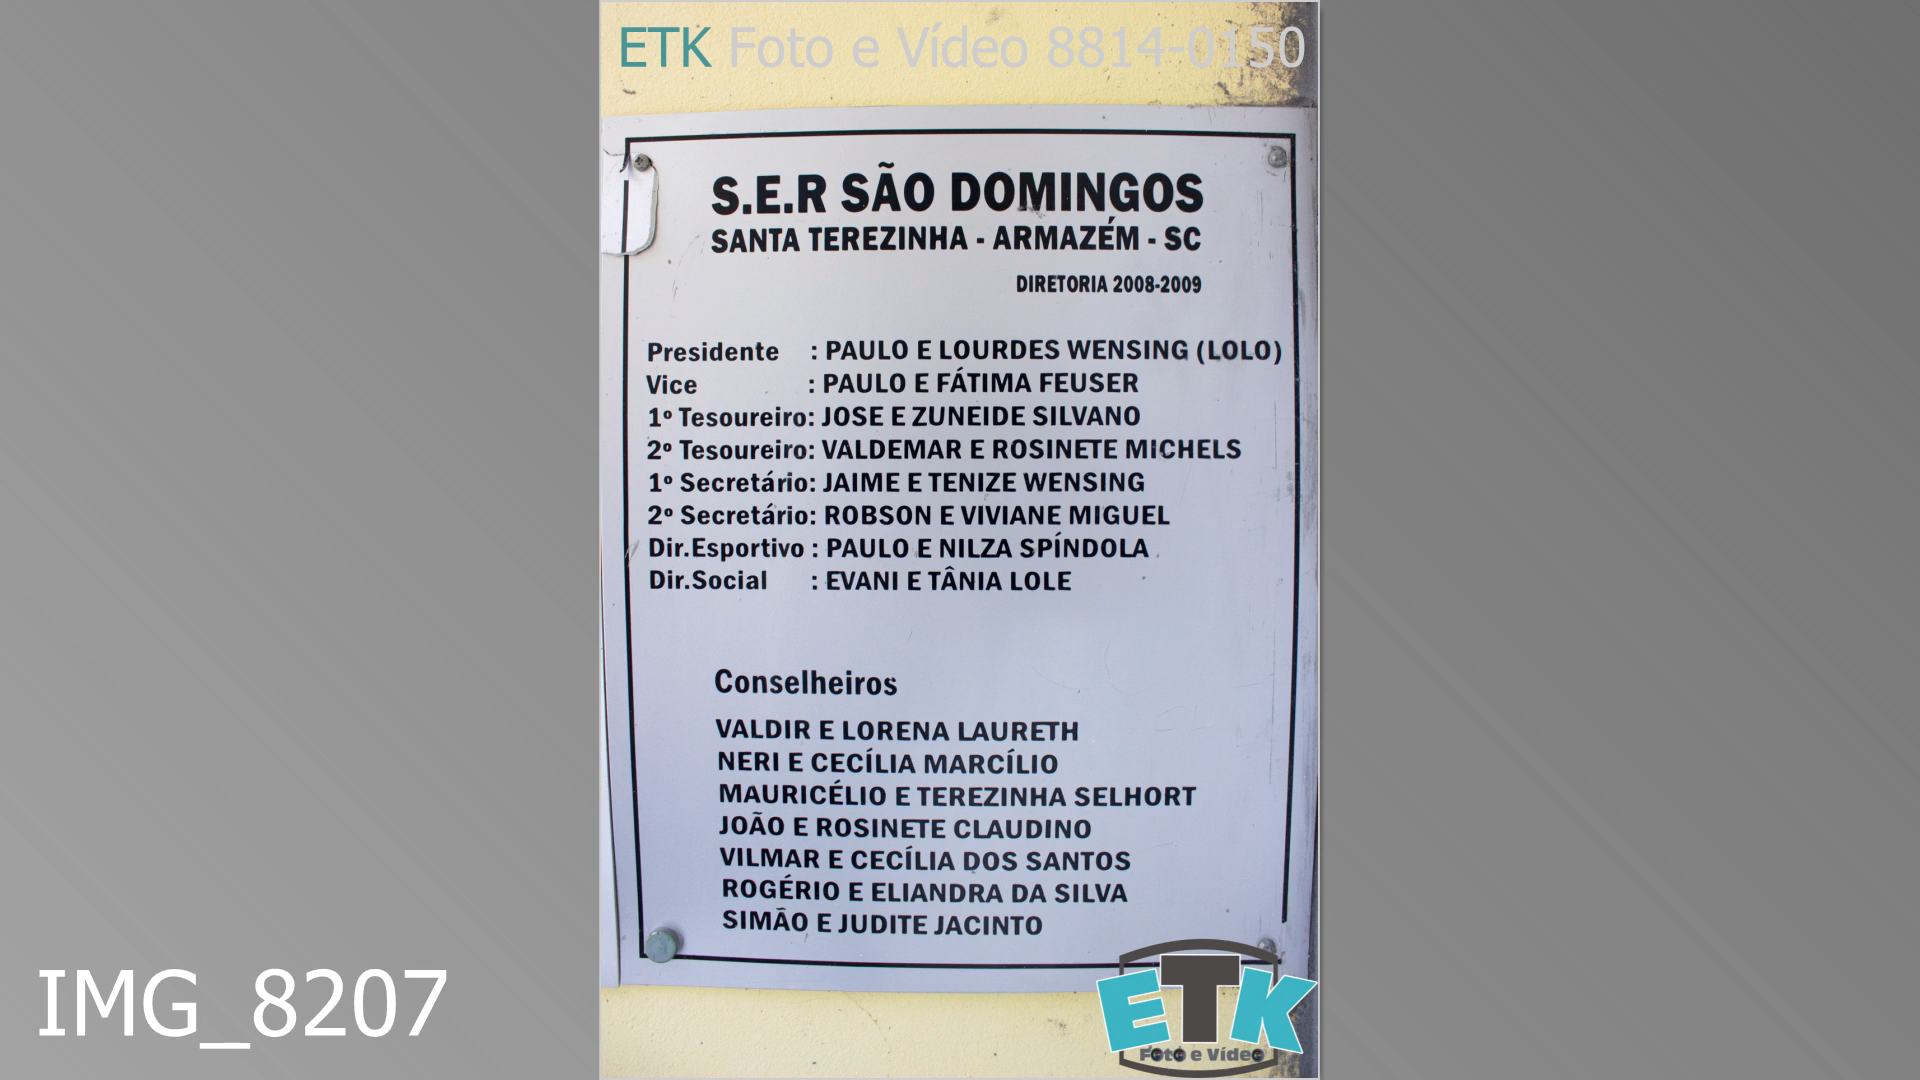 ETK Foto e Vídeo 8814-0150
S.E.R SÃO DOMINGOS
SANTA TEREZINHA - ARMAZÉM - SC
DIRETORIA 2008-2009
Presidente : PAULO E LOURDES WENSING (LOLO)
Vice : PAULO E FÁTIMA FEUSER
1º Tesoureiro: JOSE E ZUNEIDE SILVANO
2º Tesoureiro: VALDEMAR E ROSINETE MICHELS
1º Secretário: JAIME E TENIZE WENSING
2º Secretário: ROBSON E VIVIANE MIGUEL
Dir.Esportivo : PAULO E NILZA SPÍNDOLA
Dir.Social : EVANI E TÂNIA LOLE
Conselheiros
VALDIR E LORENA LAURETH
NERI E CECÍLIA MARCÍLIO
MAURICÉLIO E TEREZINHA SELHORT
JOÃO E ROSINETE CLAUDINO
VILMAR E CECÍLIA DOS SANTOS
ROGÉRIO E ELIANDRA DA SILVA
SIMÃO E JUDITE JACINTO
ETK
Foto e Vídeo
IMG_8207